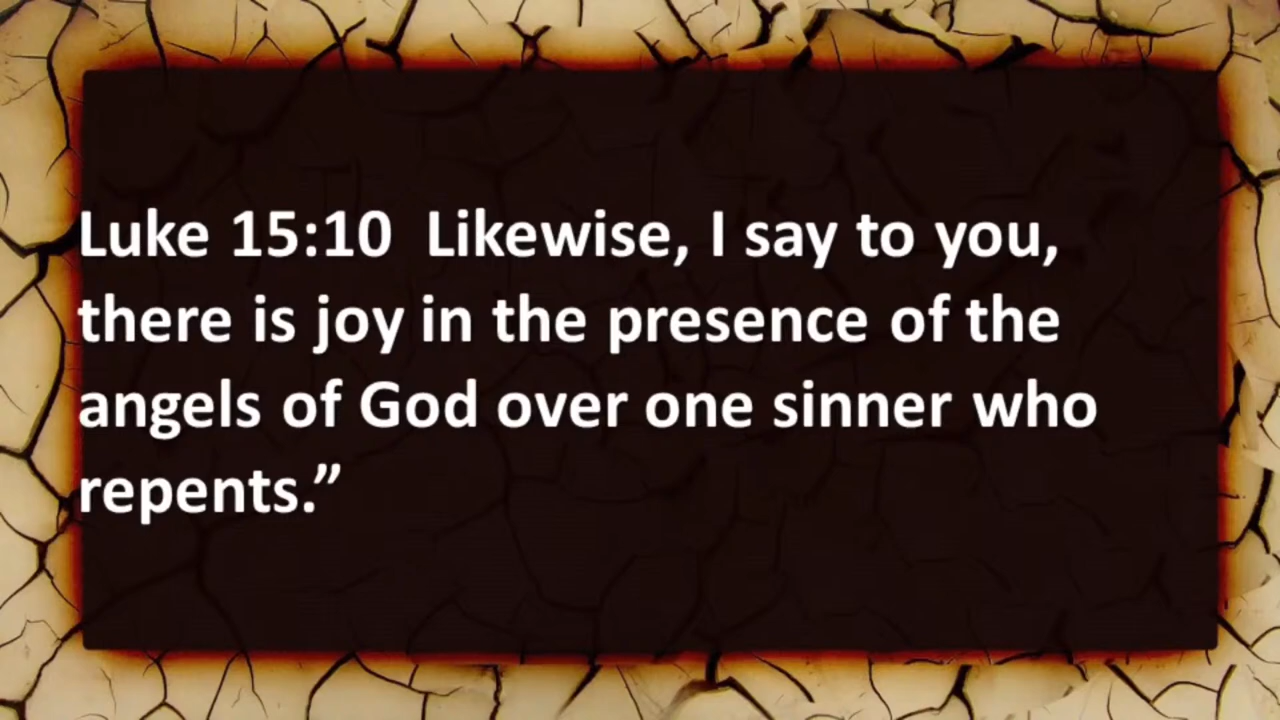 Luke 15:10  Likewise, I say to you,
there is joy in the presence of the
angels of God over one sinner who
repents.”